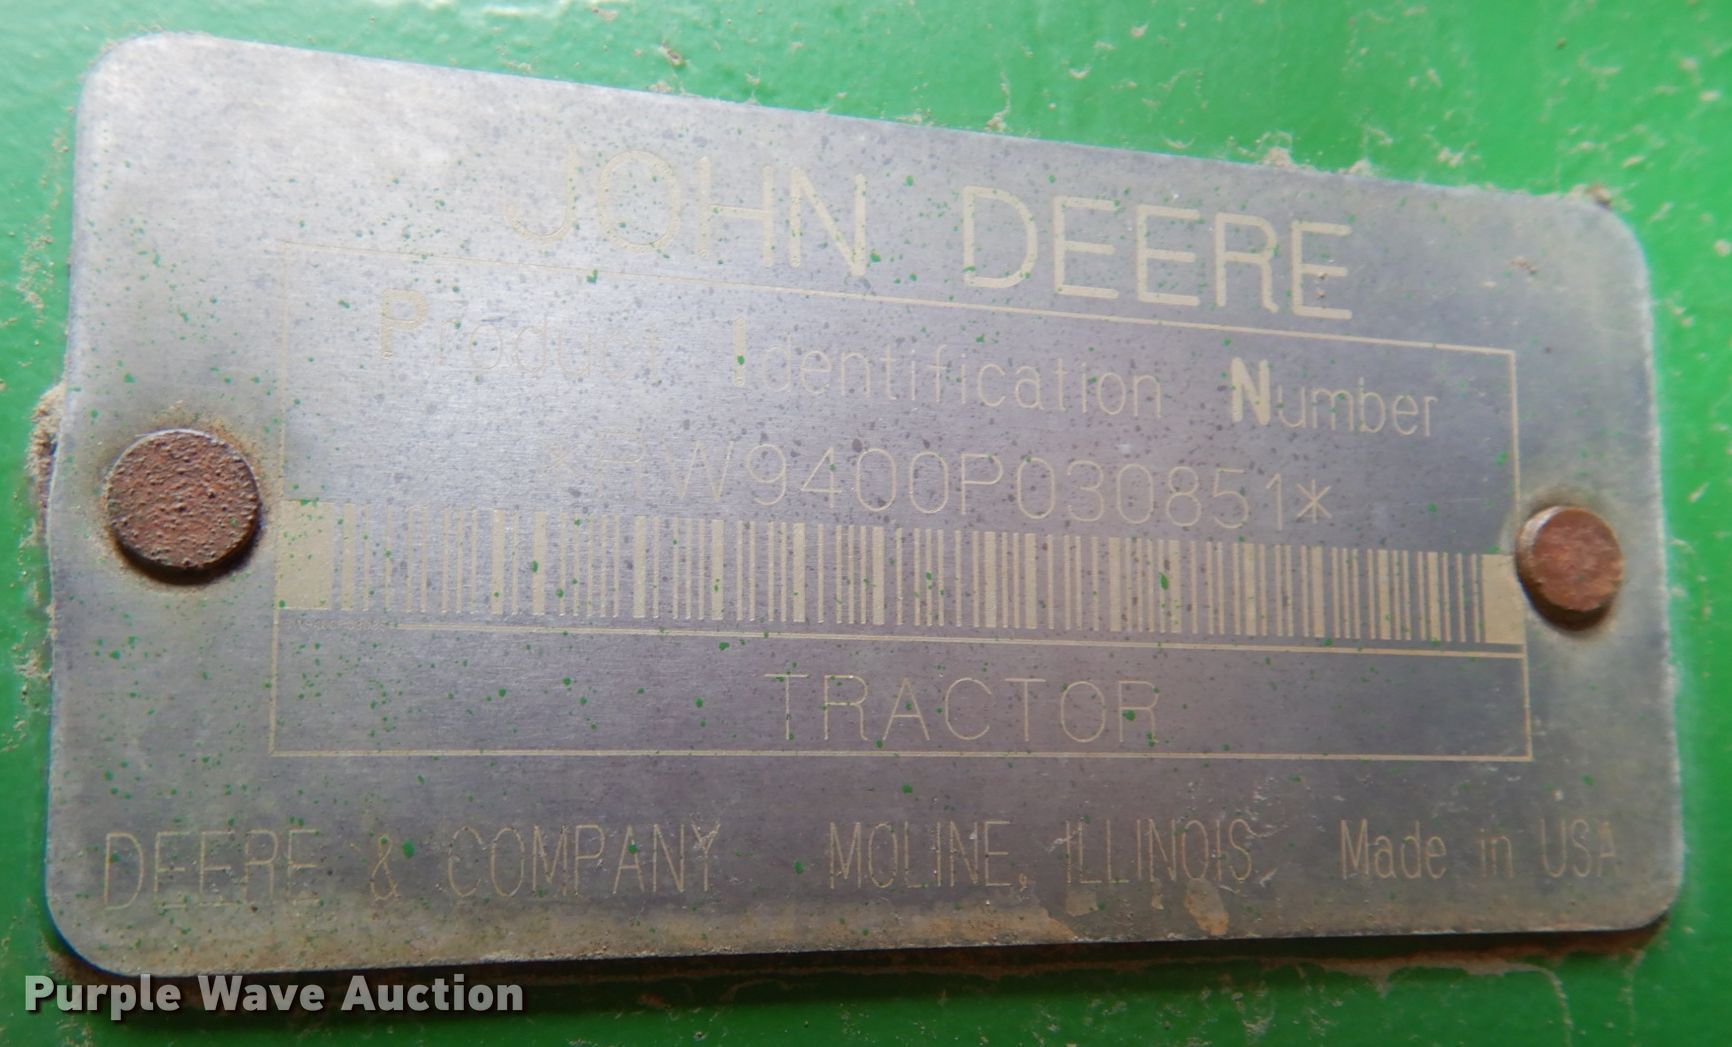 JOHN DEERE
Product Identification Number
*RW9400P030851*
TRACTOR
DEERE & COMPANY MOLINE, ILLINOIS Made in USA
Purple Wave Auction